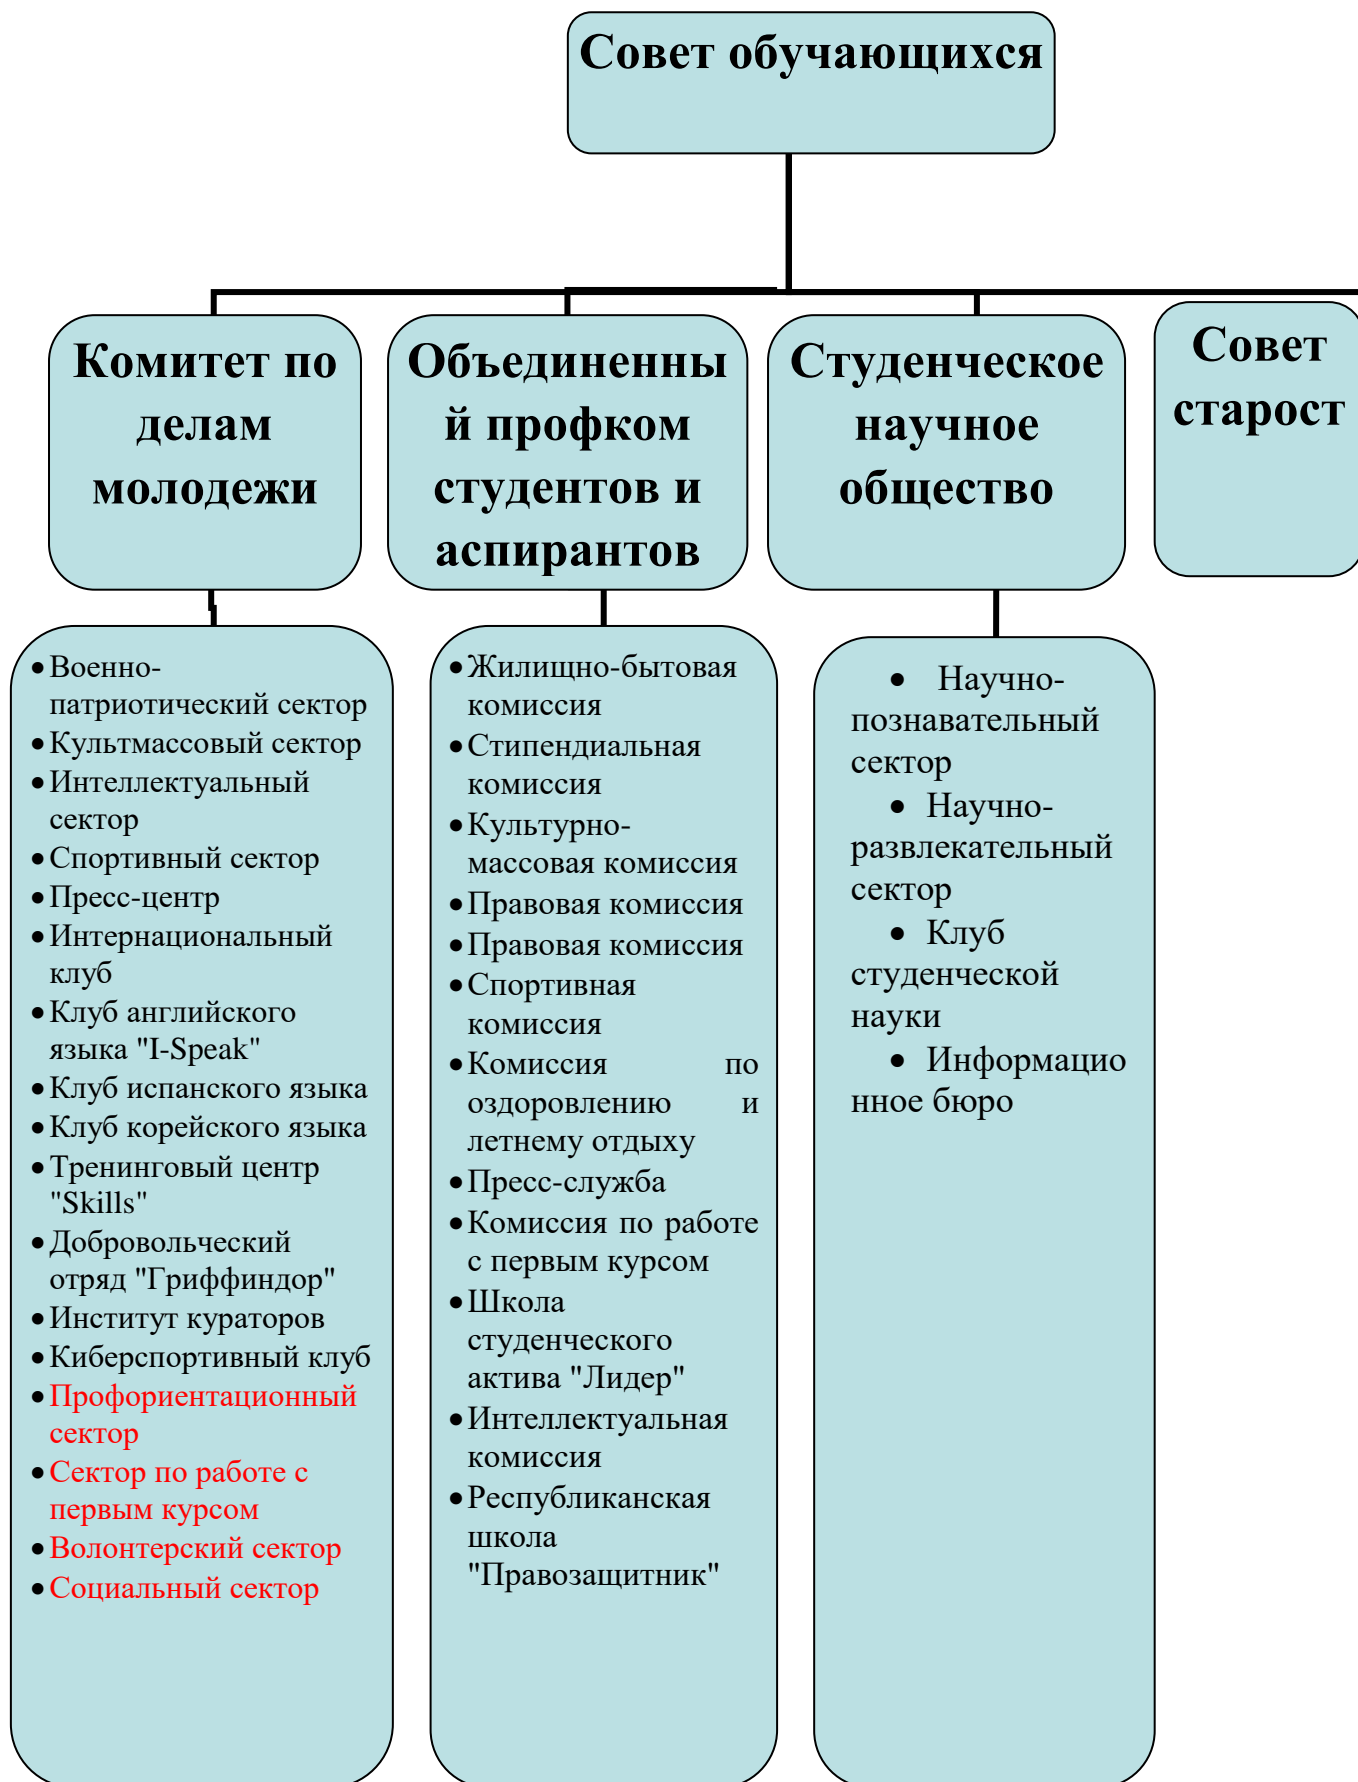 Совет обучающихся
Комитет по
делам
молодежи
Объединенны
й профком
студентов и
аспирантов
Студенческое
научное
общество
Совет
старост
• Военно-
патриотический сектор
• Культмассовый сектор
• Интеллектуальный
сектор
• Спортивный сектор
• Пресс-центр
• Интернациональный
клуб
• Клуб английского
языка "I-Speak"
• Клуб испанского языка
• Клуб корейского языка
• Тренинговый центр
"Skills"
• Добровольческий
отряд "Гриффиндор"
• Институт кураторов
• Киберспортивный клуб
• Профориентационный
сектор
• Сектор по работе с
первым курсом
• Волонтерский сектор
• Социальный сектор
• Жилищно-бытовая
комиссия
• Стипендиальная
комиссия
• Культурно-
массовая комиссия
• Правовая комиссия
• Правовая комиссия
• Спортивная
комиссия
• Комиссия по
оздоровлению и
летнему отдыху
• Пресс-служба
• Комиссия по работе
с первым курсом
• Школа
студенческого
актива "Лидер"
• Интеллектуальная
комиссия
• Республиканская
школа
"Правозащитник"
• Научно-
познавательный
сектор
• Научно-
развлекательный
сектор
• Клуб
студенческой
науки
• Информацио
нное бюро